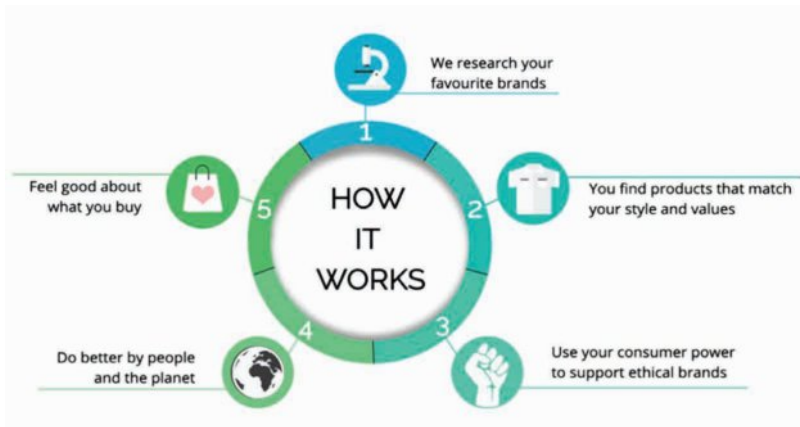 We research your
favourite brands
1
You find products that match
your style and values
2
Use your consumer power
to support ethical brands
3
Do better by people
and the planet
4
Feel good about
what you buy
5
HOW
IT
WORKS